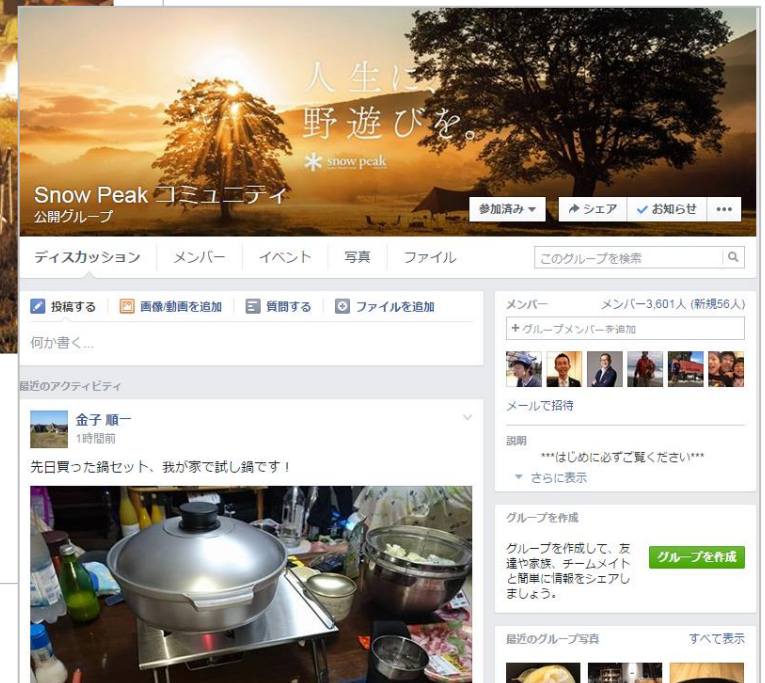 人生に、
野遊びを。
snow peak
Snow Peak コミュニティ
公開グループ
参加済み
シェア
お知らせ
ディスカッション
メンバー
イベント
写真
ファイル
このグループを検索
投稿する
画像/動画を追加
質問する
ファイルを追加
何か書く...
最近のアクティビティ
金子 順一
1時間前
先日買った鍋セット、我が家で試し鍋です！
メンバー
メンバー3,601人 (新規56人)
+グループメンバーを追加
メールで招待
説明
***はじめに必ずご覧ください***
さらに表示
グループを作成
グループを作成して、友
達や家族、チームメイト
と簡単に情報をシェアし
ましょう。
グループを作成
最近のグループ写真
すべて表示